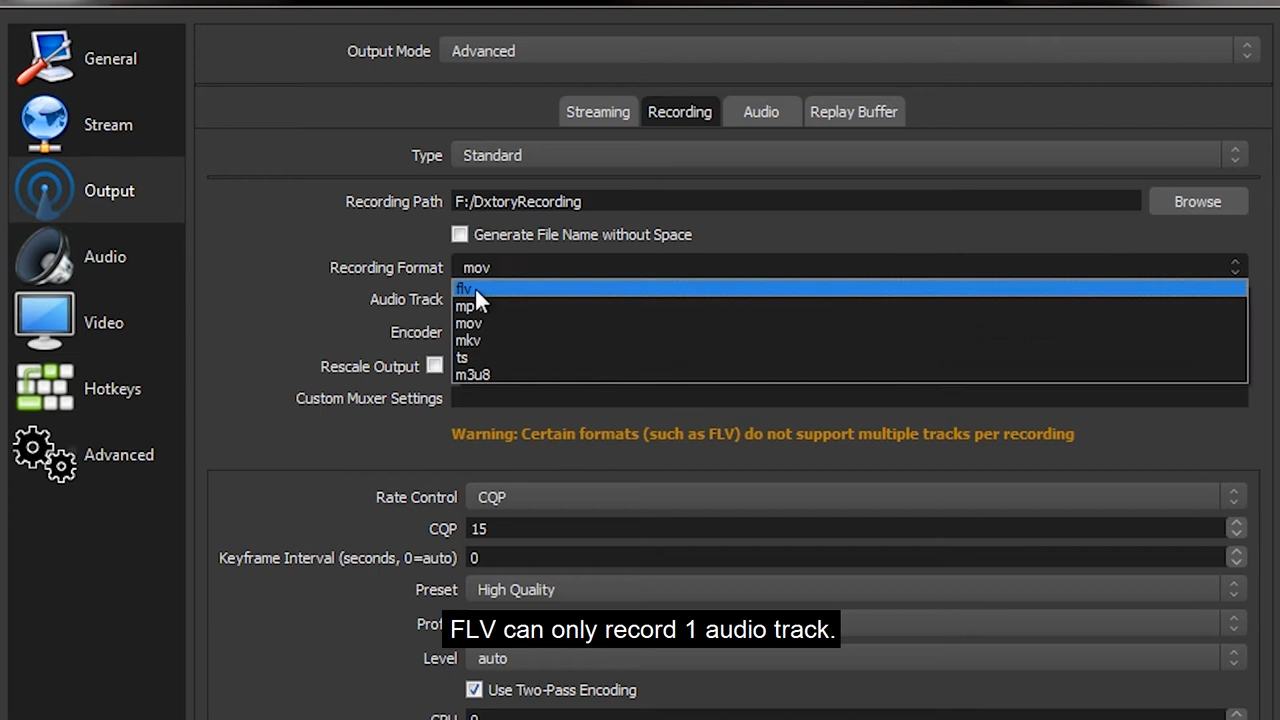 General
Stream
Output
Audio
Video
Hotkeys
Advanced
Output Mode Advanced
Streaming Recording Audio Replay Buffer
Type Standard
Recording Path F:/DxtoryRecording Browse
Generate File Name without Space
Recording Format mov
Audio Track flv
mp4
mov
Encoder mkv
ts
Rescale Output m3u8
Custom Muxer Settings
Warning: Certain formats (such as FLV) do not support multiple tracks per recording
Rate Control CQP
CQP 15
Keyframe Interval (seconds, 0=auto) 0
Preset High Quality
FLV can only record 1 audio track.
Level auto
Use Two-Pass Encoding